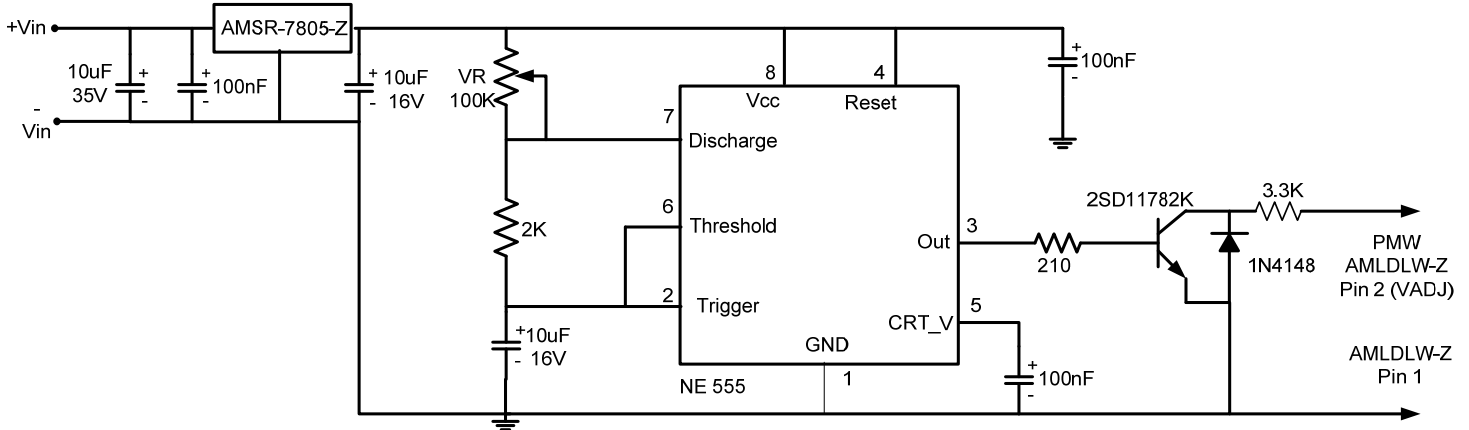 +Vin
AMSR-7805-Z
10uF
35V
+
-
+
-
100nF
+
-
10uF
16V
-
Vin
VR
100K
2K
+
-
10uF
16V
7
6
2
8
4
Vcc
Reset
Discharge
Threshold
Trigger
Out
CRT_V
GND
NE 555
1
3
5
210
+
-
100nF
+
-
100nF
2SD11782K
1N4148
3.3K
PMW
AMLDLW-Z
Pin 2 (VADJ)
AMLDLW-Z
Pin 1